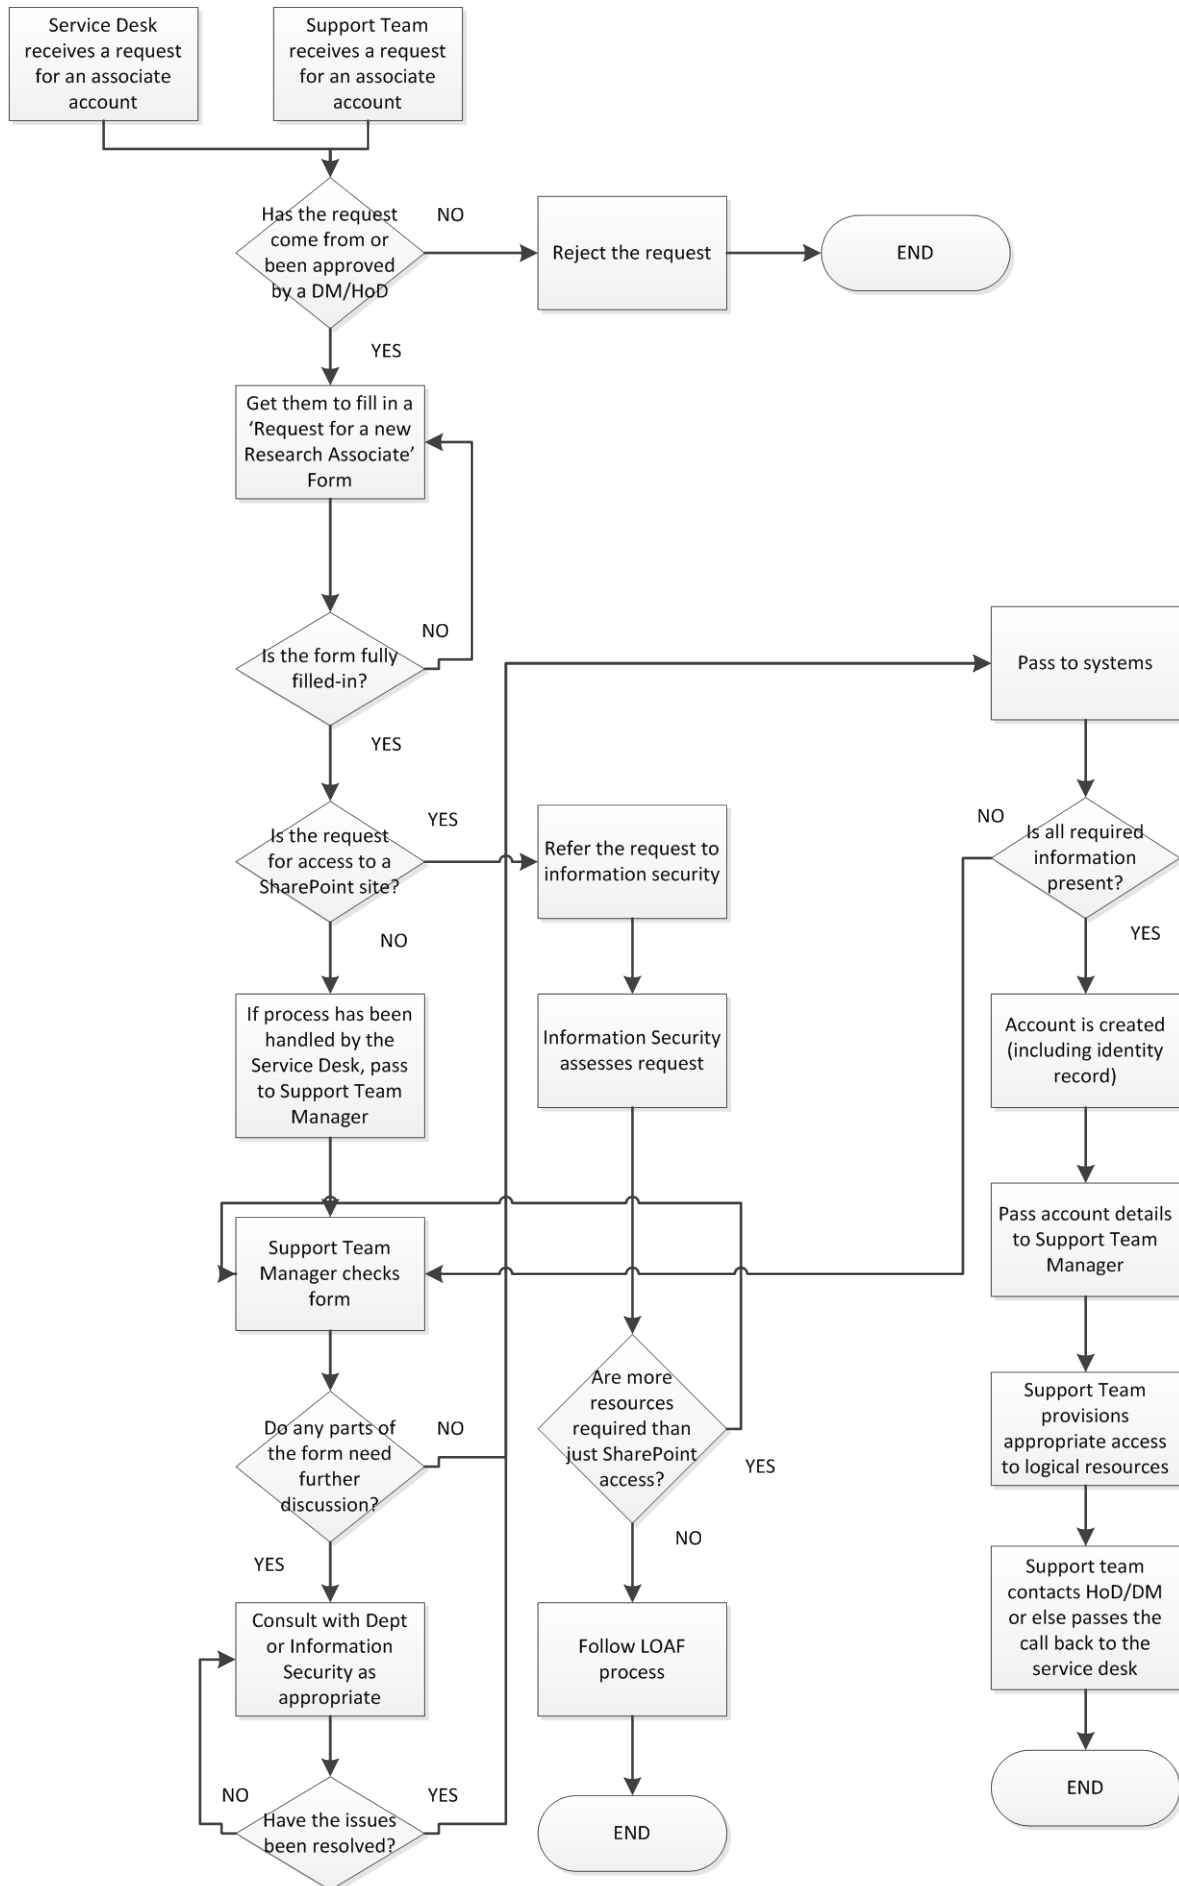 Service Desk
receives a request
for an associate
account
Support Team
receives a request
for an associate
account
Has the request
come from or
been approved
by a DM/HoD
NO
Reject the request
END
YES
Get them to fill in a
‘Request for a new
Research Associate’
Form
Is the form fully
filled-in?
NO
YES
Is the request
for access to a
SharePoint site?
YES
NO
Refer the request to
information security
Information Security
assesses request
If process has been
handled by the
Service Desk, pass
to Support Team
Manager
Support Team
Manager checks
form
Do any parts of
the form need
further
discussion?
NO
YES
Consult with Dept
or Information
Security as
appropriate
Have the issues
been resolved?
NO
YES
Are more
resources
required than
just SharePoint
access?
YES
NO
Follow LOAF
process
END
Pass to systems
Is all required
information
present?
NO
YES
Account is created
(including identity
record)
Pass account details
to Support Team
Manager
Support Team
provisions
appropriate access
to logical resources
Support team
contacts HoD/DM
or else passes the
call back to the
service desk
END